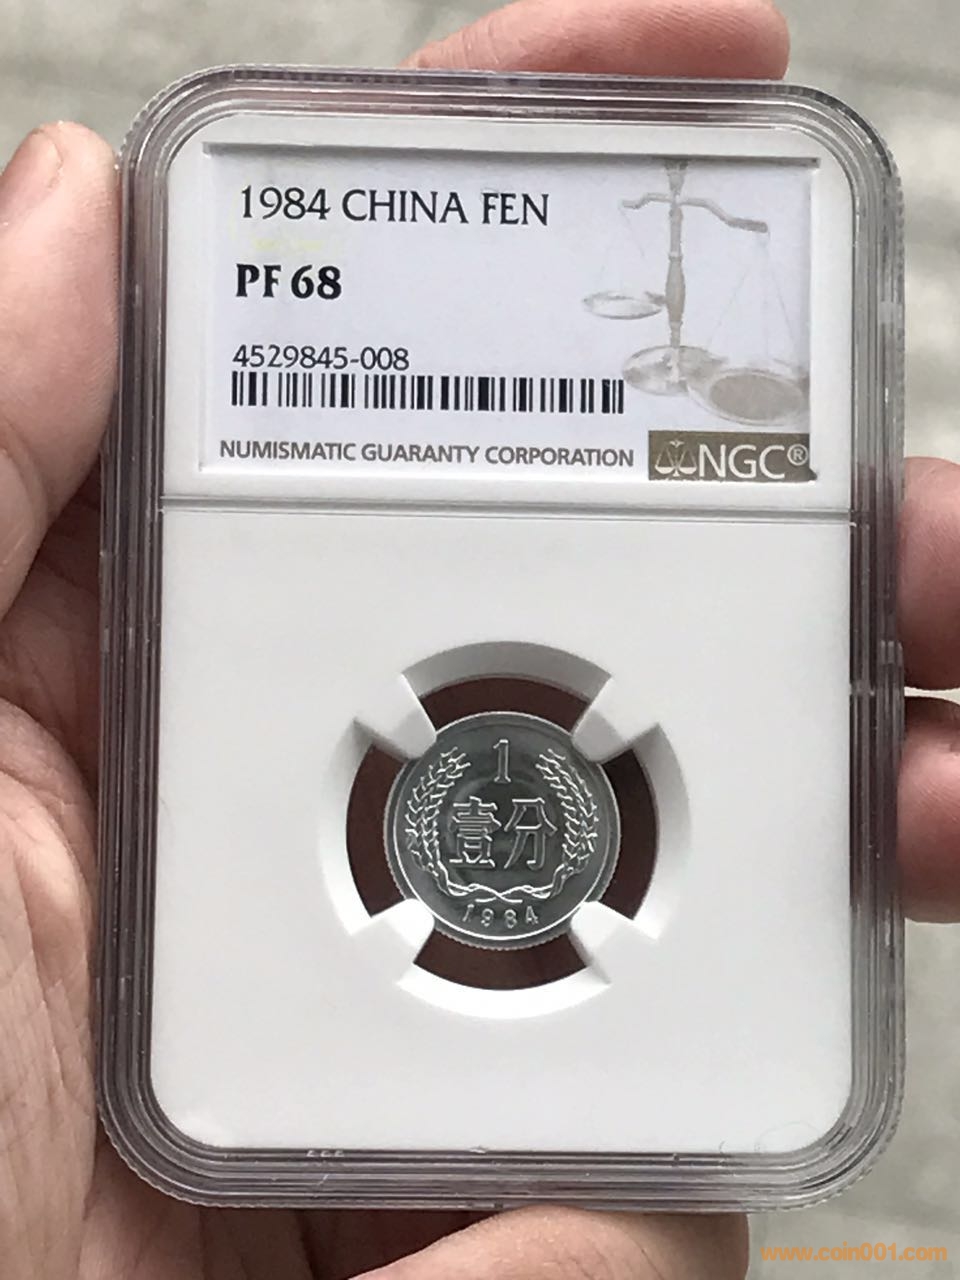 1984 CHINA FEN
PF 68
4529845-008
NUMISMATIC GUARANTY CORPORATION
NGC®
1
壹分
1984
www.coin001.com